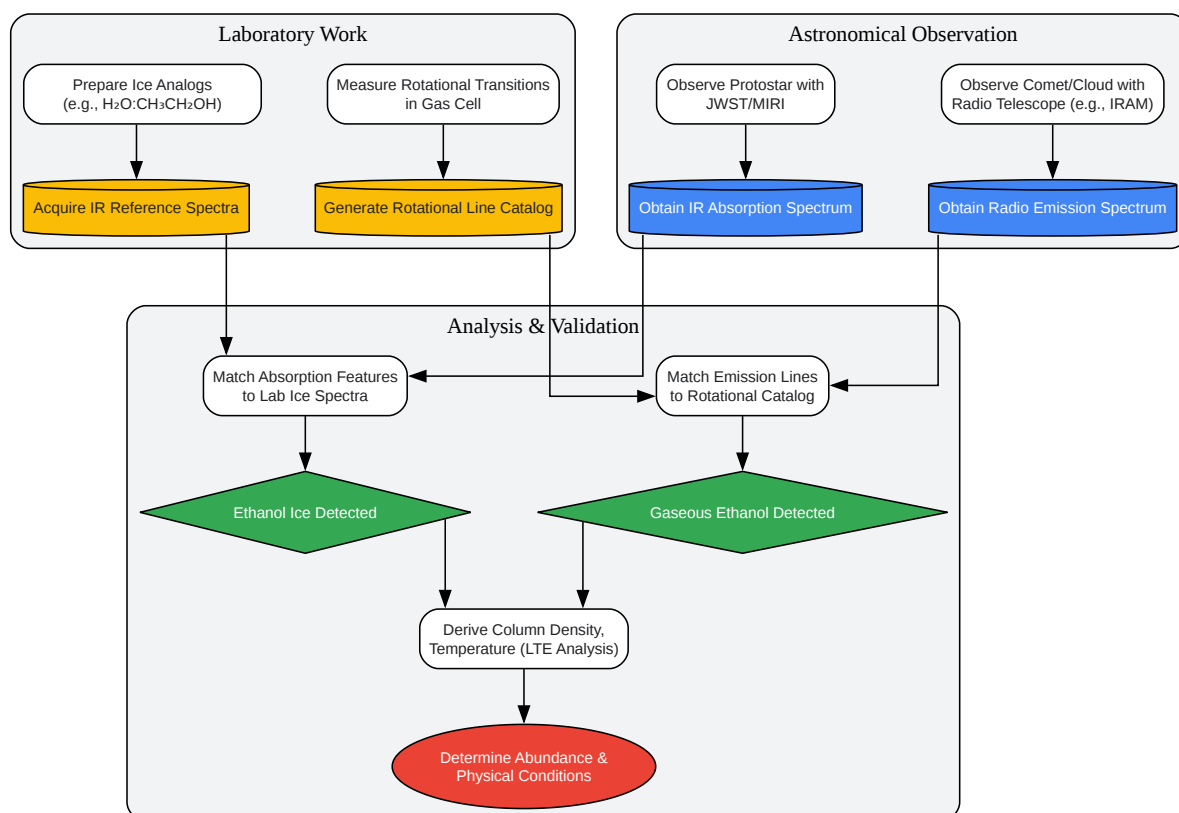 Laboratory Work
Astronomical Observation
Prepare Ice Analogs
(e.g., H₂O:CH₃CH₂OH)
Measure Rotational Transitions
in Gas Cell
Observe Protostar with
JWST/MIRI
Observe Comet/Cloud with
Radio Telescope (e.g., IRAM)
Acquire IR Reference Spectra
Generate Rotational Line Catalog
Obtain IR Absorption Spectrum
Obtain Radio Emission Spectrum
Analysis & Validation
Match Absorption Features
to Lab Ice Spectra
Match Emission Lines
to Rotational Catalog
Ethanol Ice Detected
Gaseous Ethanol Detected
Derive Column Density,
Temperature (LTE Analysis)
Determine Abundance &
Physical Conditions